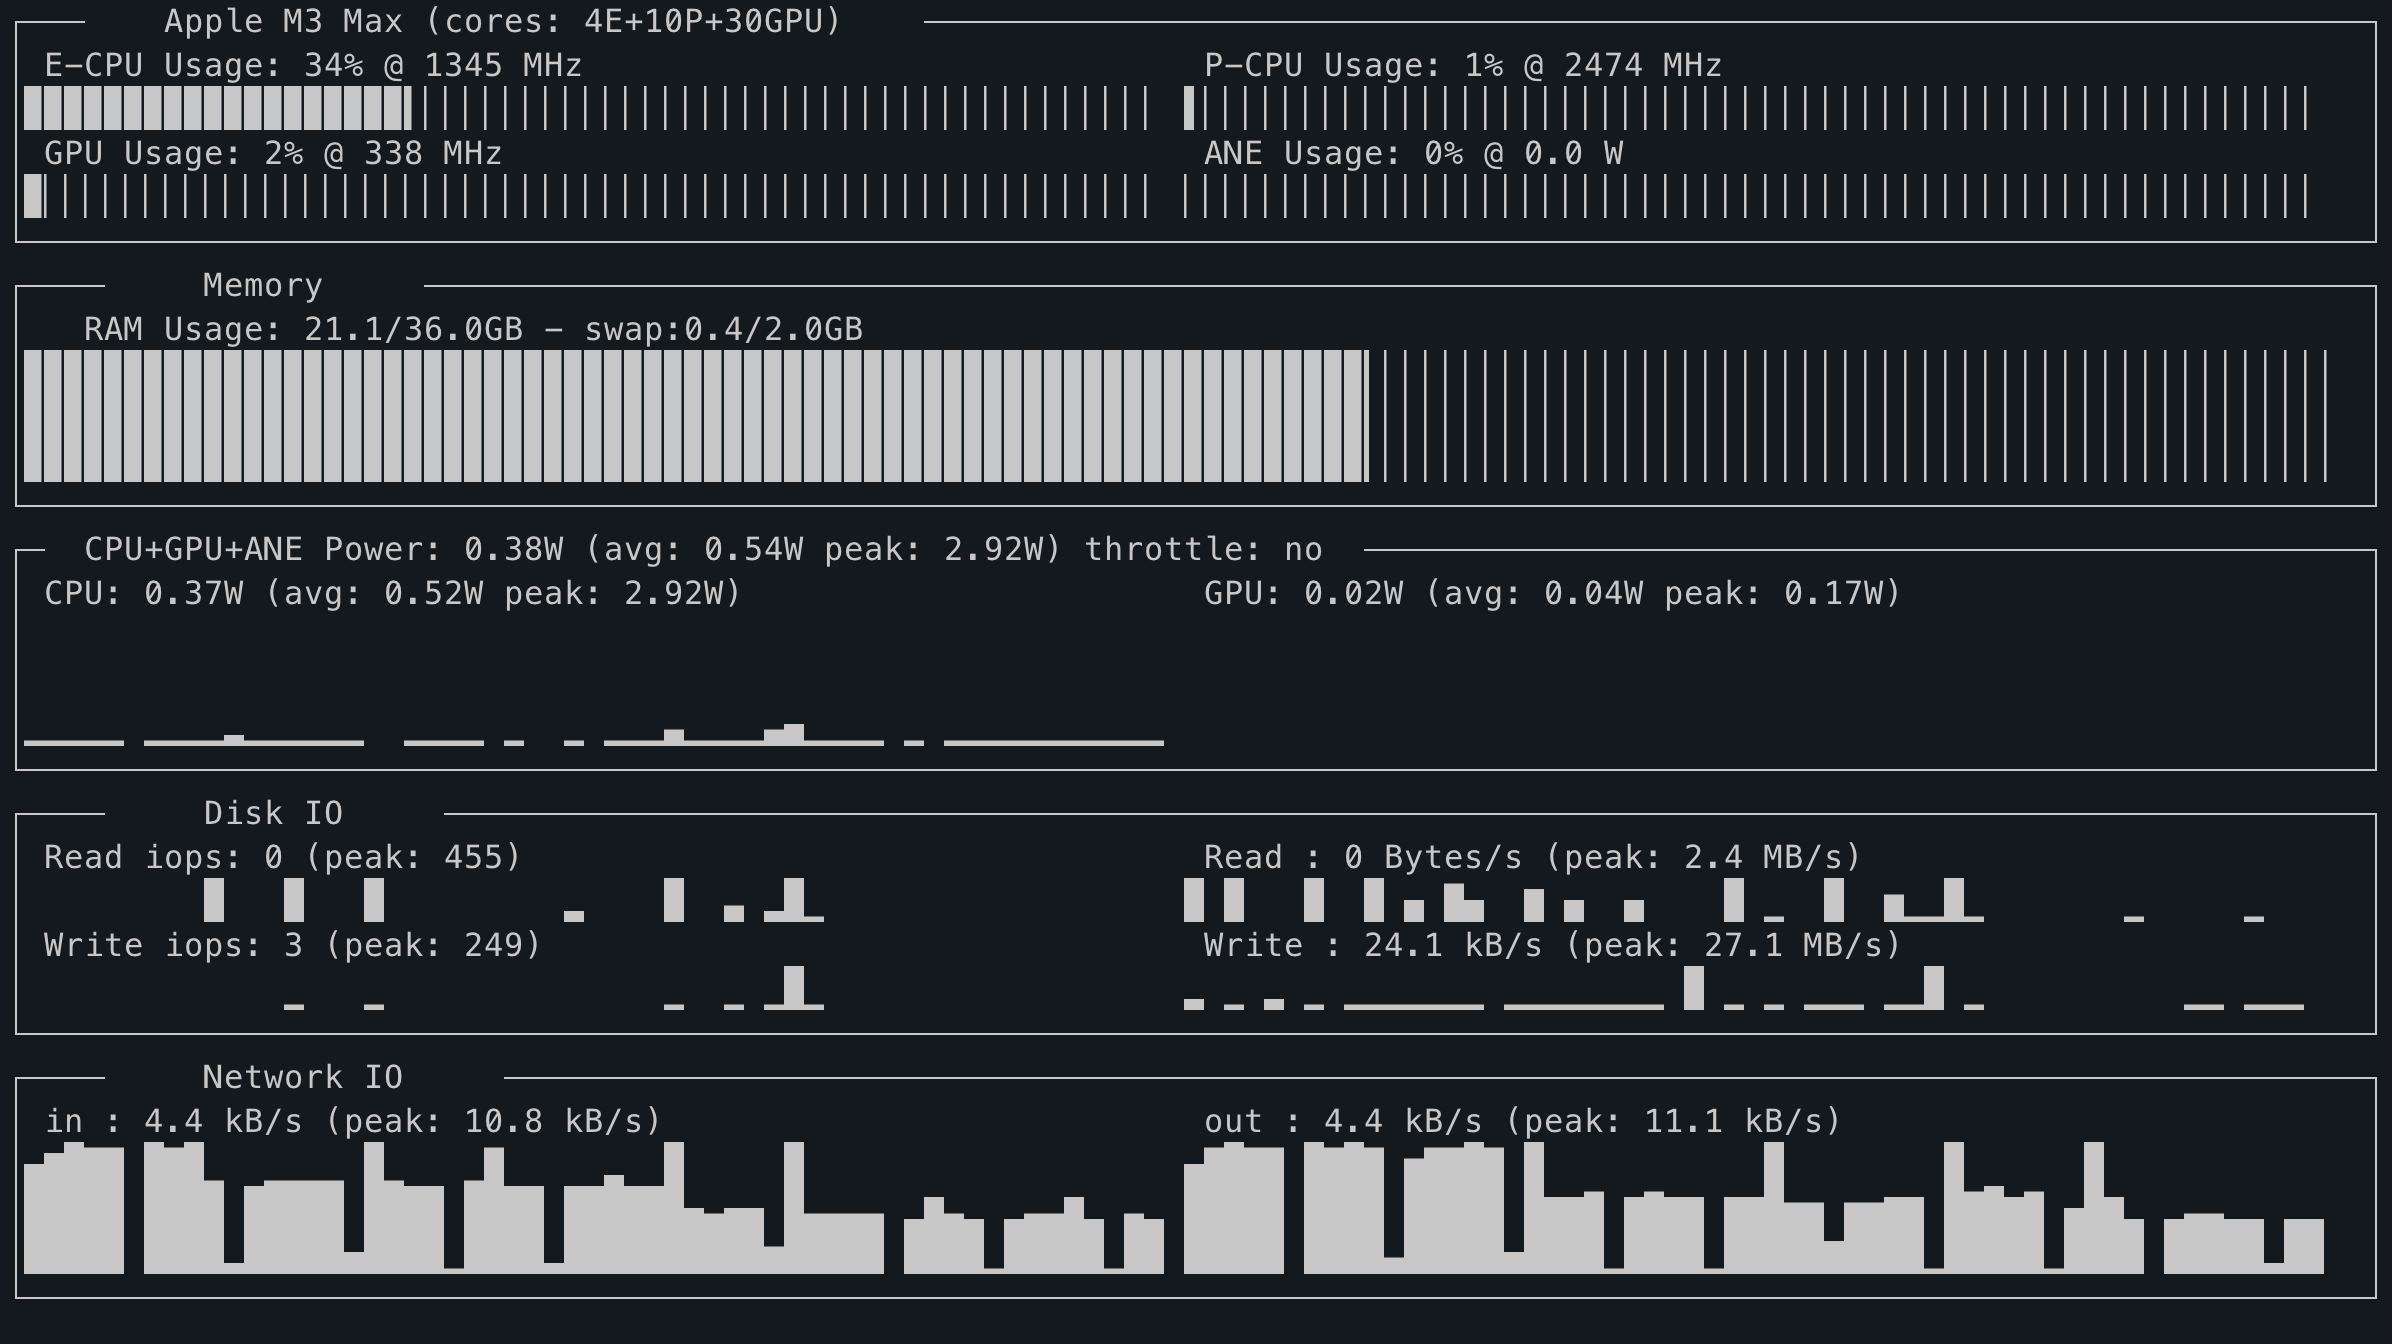 Apple M3 Max (cores: 4E+10P+30GPU)
E-CPU Usage: 34% @ 1345 MHz
P-CPU Usage: 1% @ 2474 MHz
GPU Usage: 2% @ 338 MHz
ANE Usage: 0% @ 0.0 W
Memory
RAM Usage: 21.1/36.0GB - swap:0.4/2.0GB
CPU+GPU+ANE Power: 0.38W (avg: 0.54W peak: 2.92W) throttle: no
CPU: 0.37W (avg: 0.52W peak: 2.92W)
GPU: 0.02W (avg: 0.04W peak: 0.17W)
Disk IO
Read iops: 0 (peak: 455)
Read : 0 Bytes/s (peak: 2.4 MB/s)
Write iops: 3 (peak: 249)
Write : 24.1 kB/s (peak: 27.1 MB/s)
Network IO
in : 4.4 kB/s (peak: 10.8 kB/s)
out : 4.4 kB/s (peak: 11.1 kB/s)